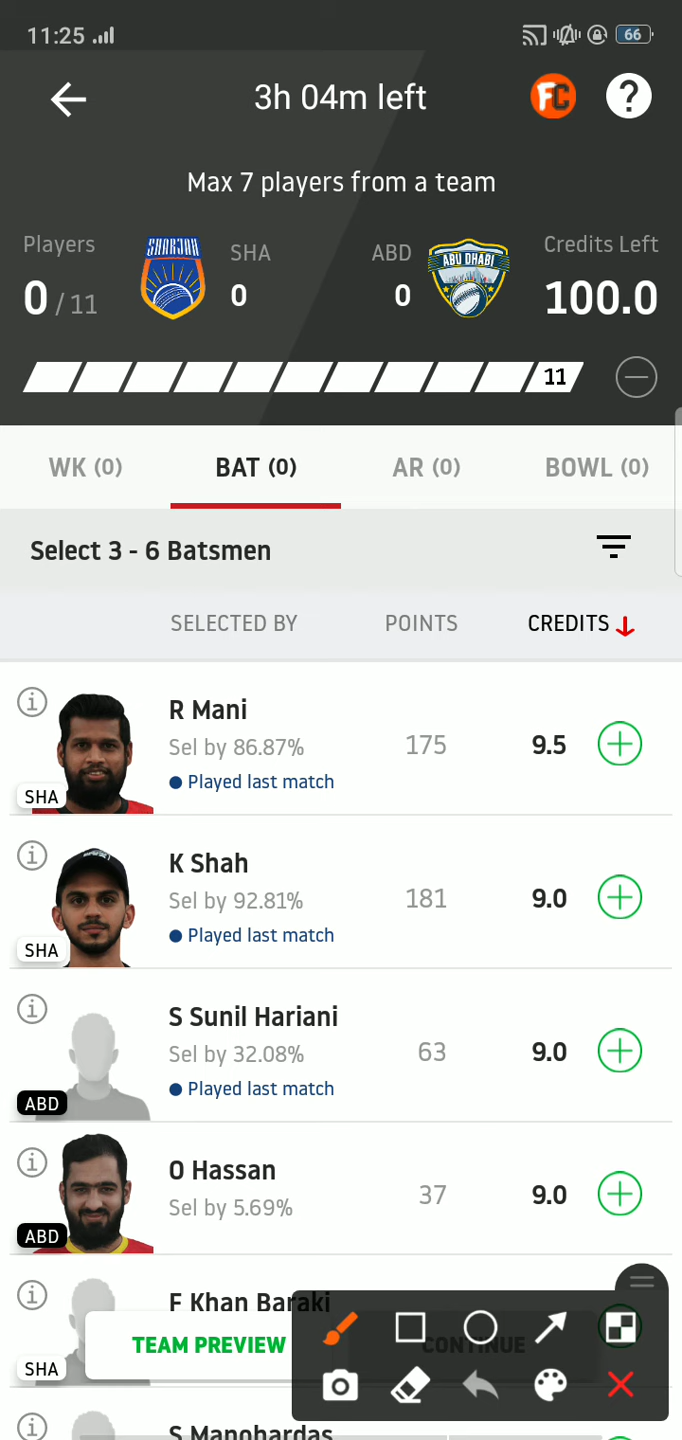 11:25
66
3h 04m left
FC
?
Max 7 players from a team
Players
SHARJAH
SHA
ABD
ABU DHABI
Credits Left
0 / 11
0
0
100.0
11
WK (0)
BAT (0)
AR (0)
BOWL (0)
Select 3 - 6 Batsmen
SELECTED BY
POINTS
CREDITS
R Mani
Sel by 86.87%
175
9.5
Played last match
SHA
K Shah
Sel by 92.81%
181
9.0
Played last match
SHA
S Sunil Hariani
Sel by 32.08%
63
9.0
Played last match
ABD
O Hassan
Sel by 5.69%
37
9.0
ABD
F Khan Baraki
TEAM PREVIEW
CONTINUE
SHA
S Manohardas